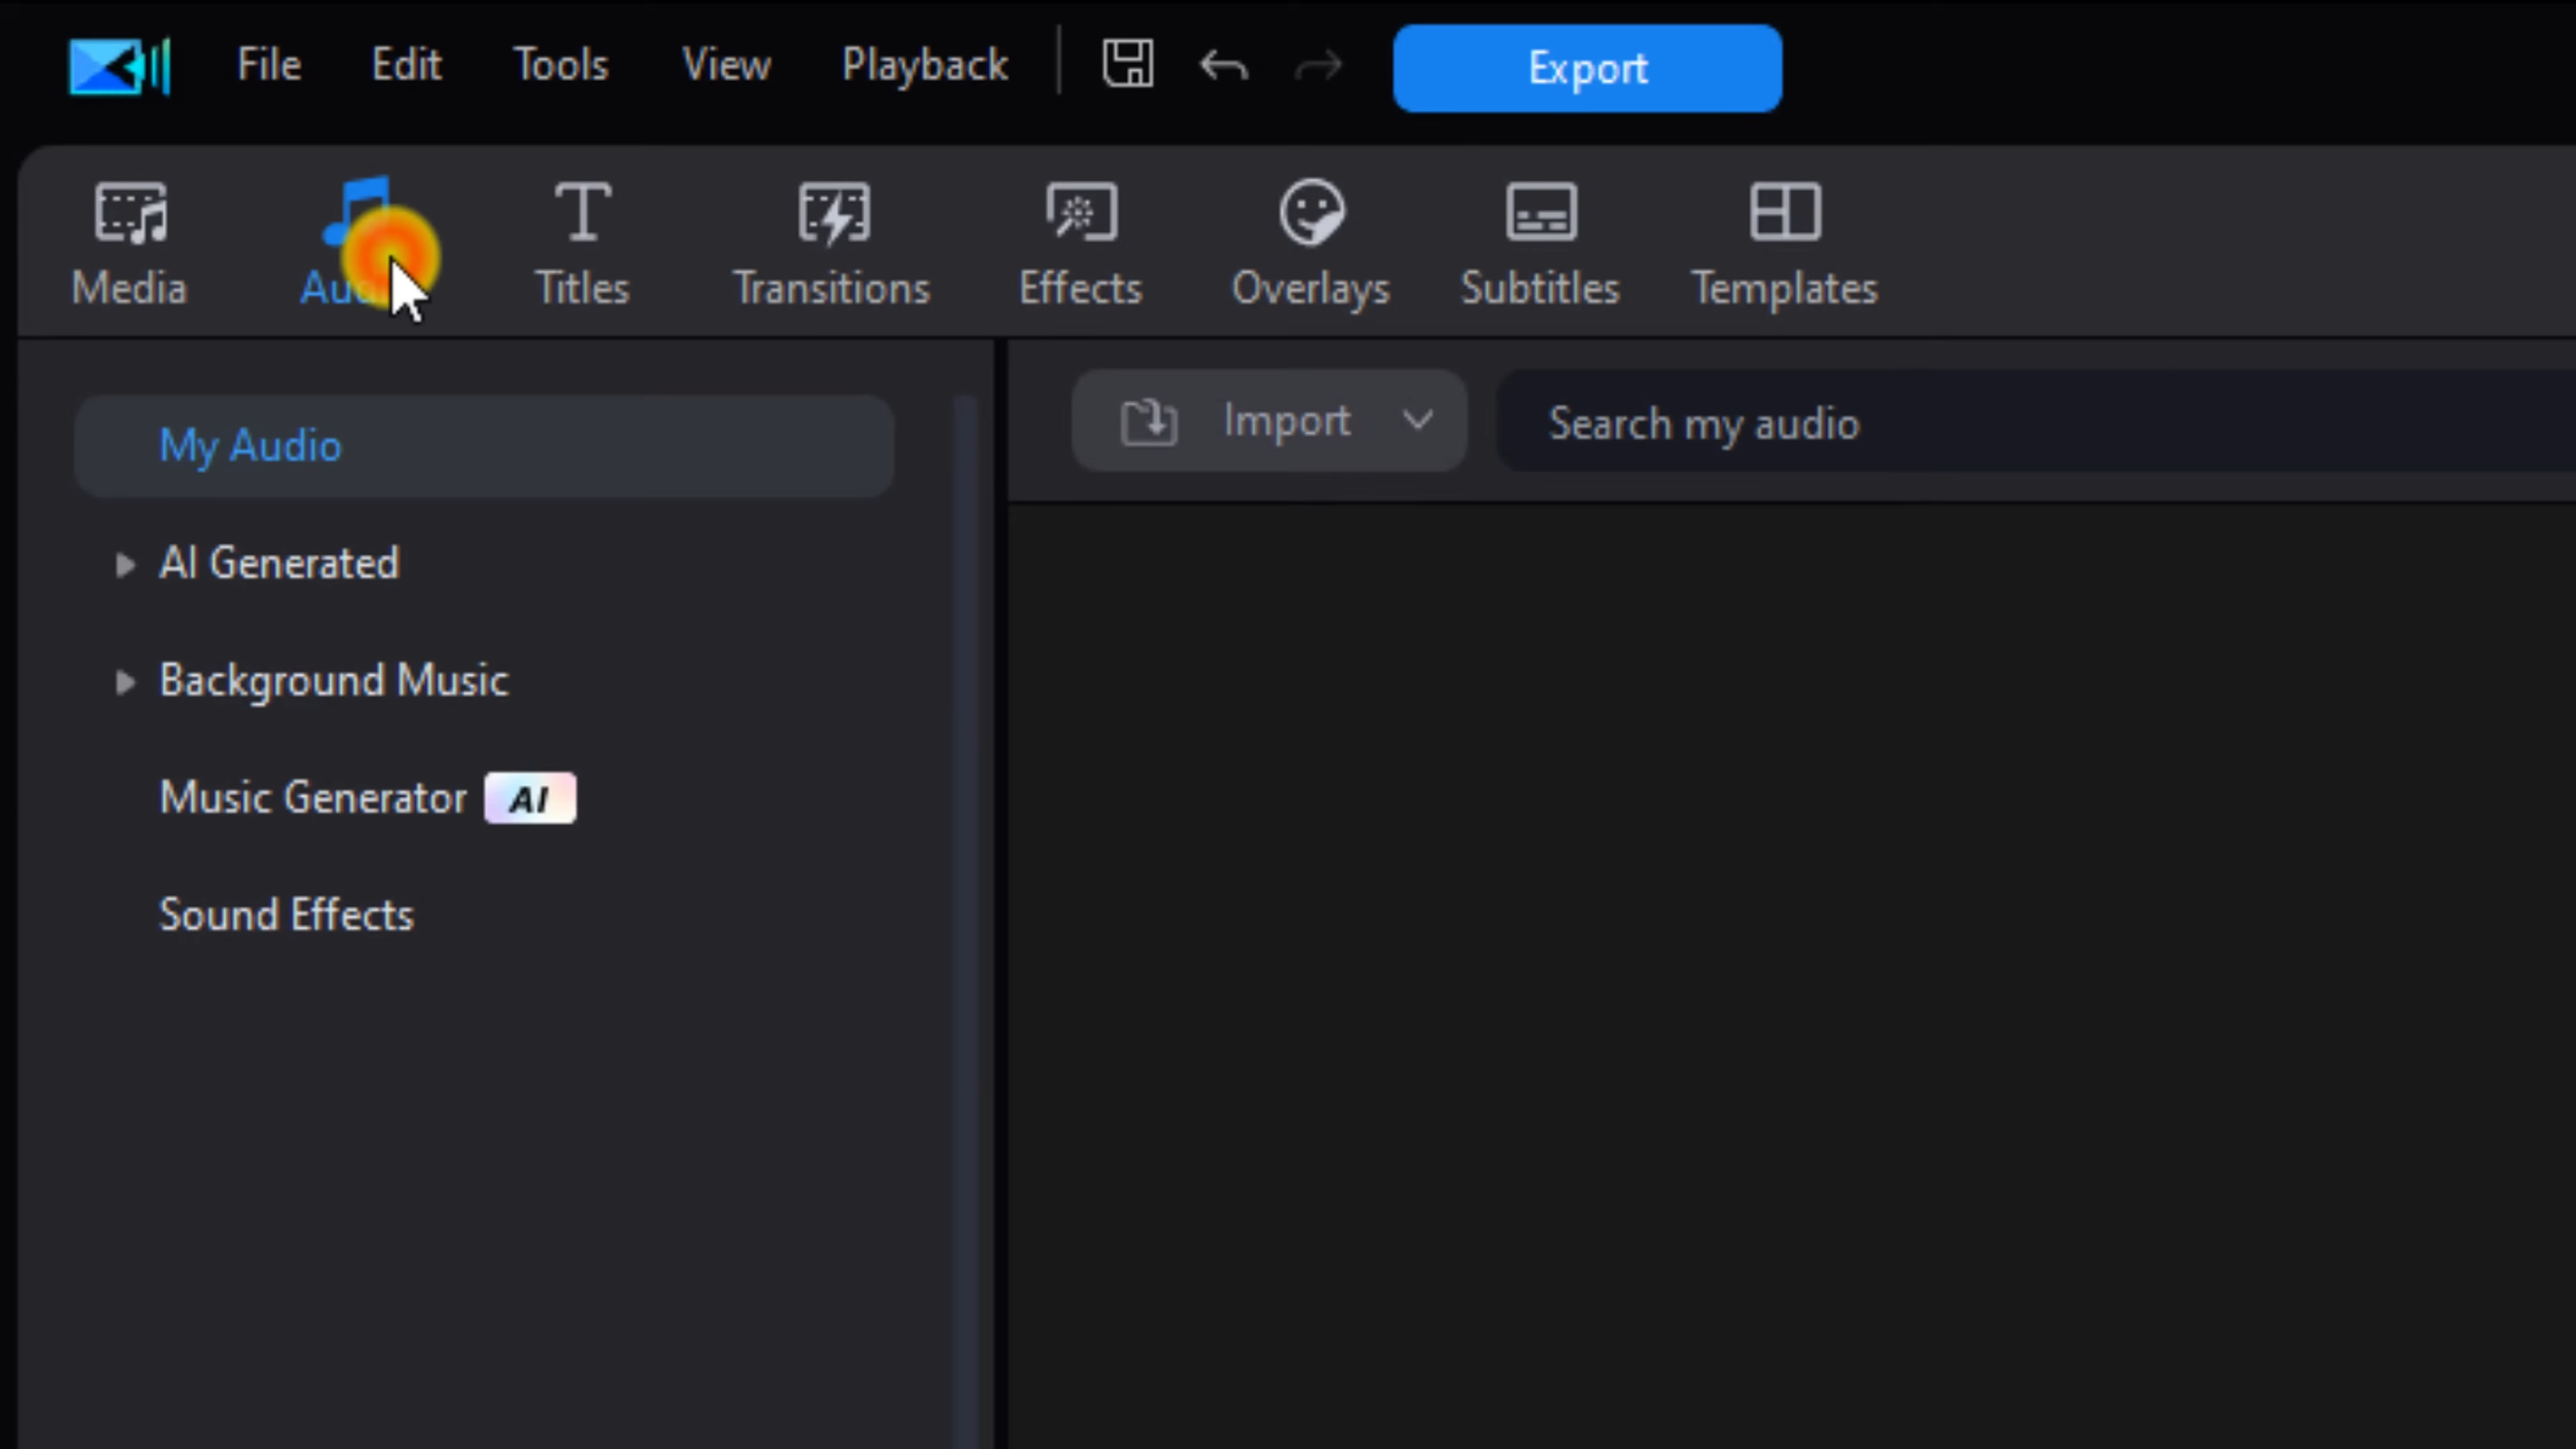 File Edit Tools View Playback Export
Media Titles Transitions Effects Overlays Subtitles Templates
My Audio
Import
Search my audio
AI Generated
Background Music
Music Generator AI
Sound Effects